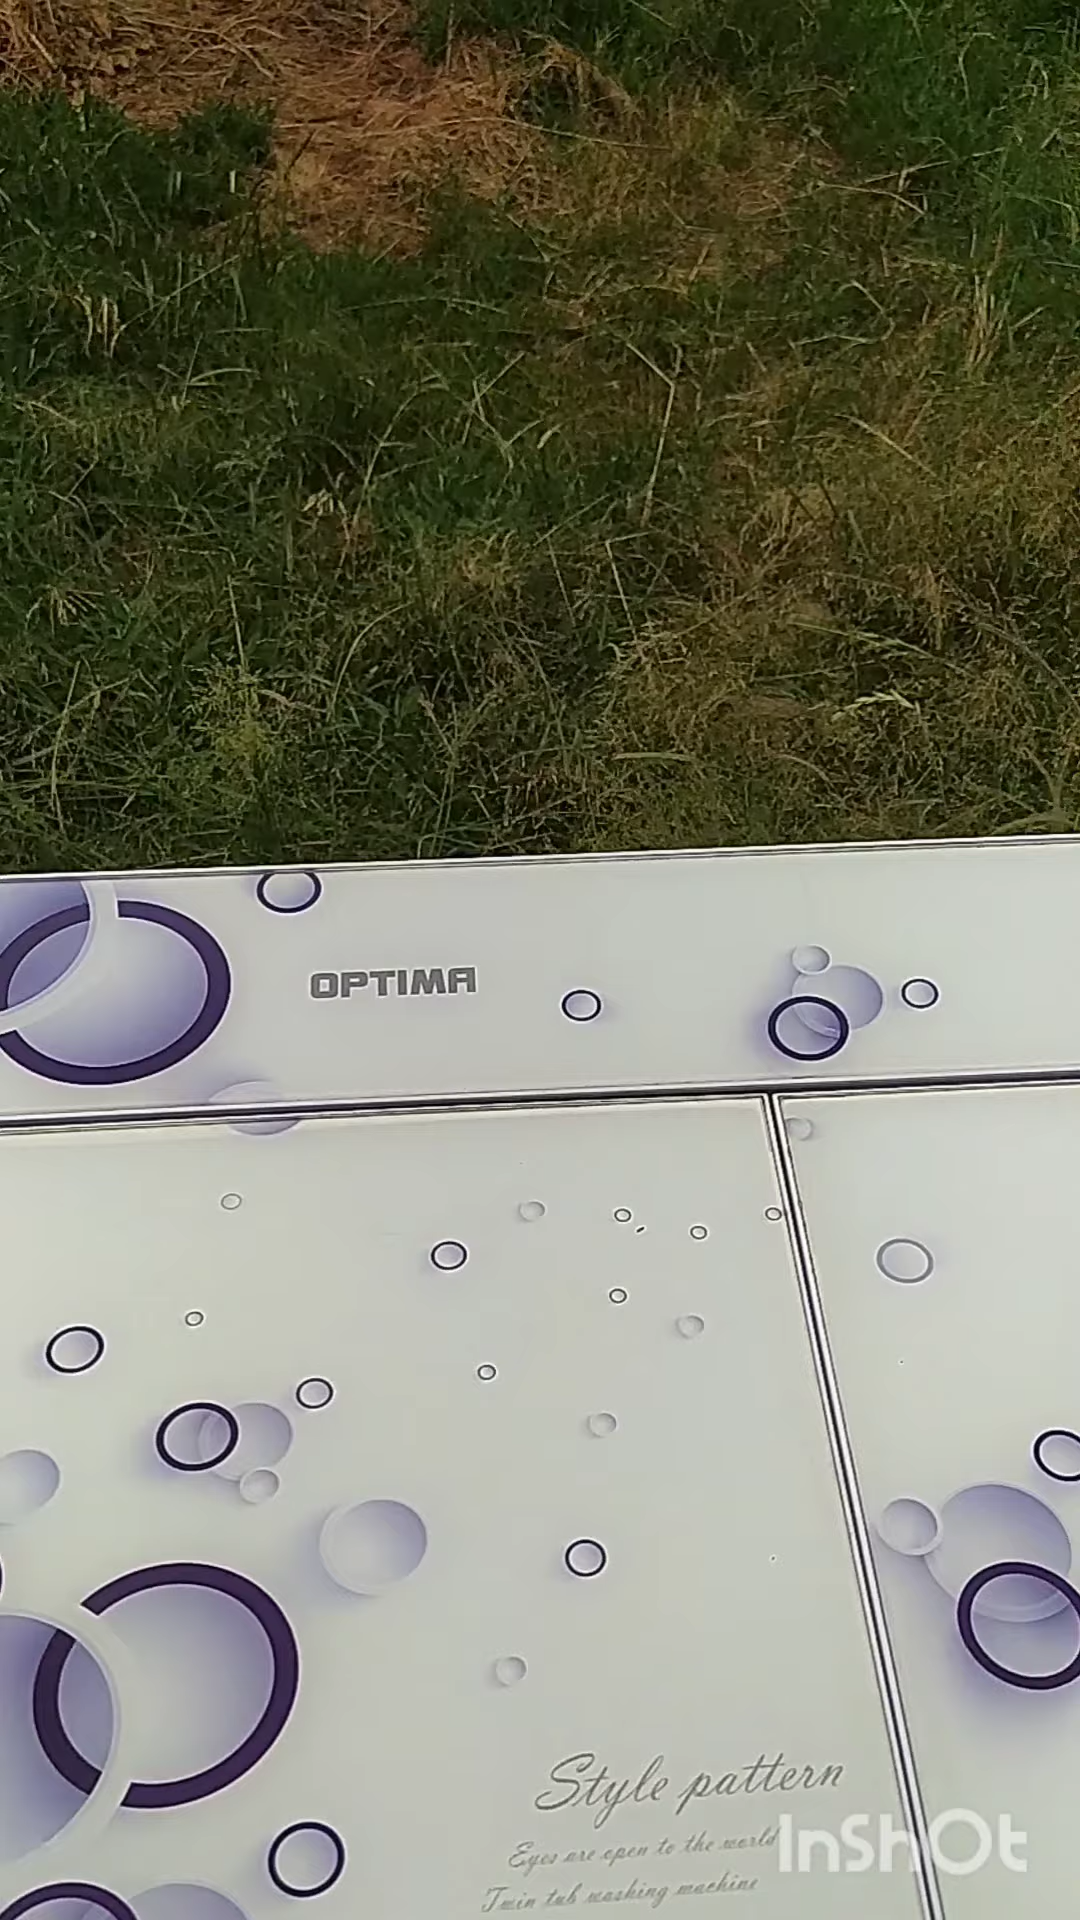 OPTIMA
Style pattern
Eyes are open to the world
Twin tub washing machine
InShOt